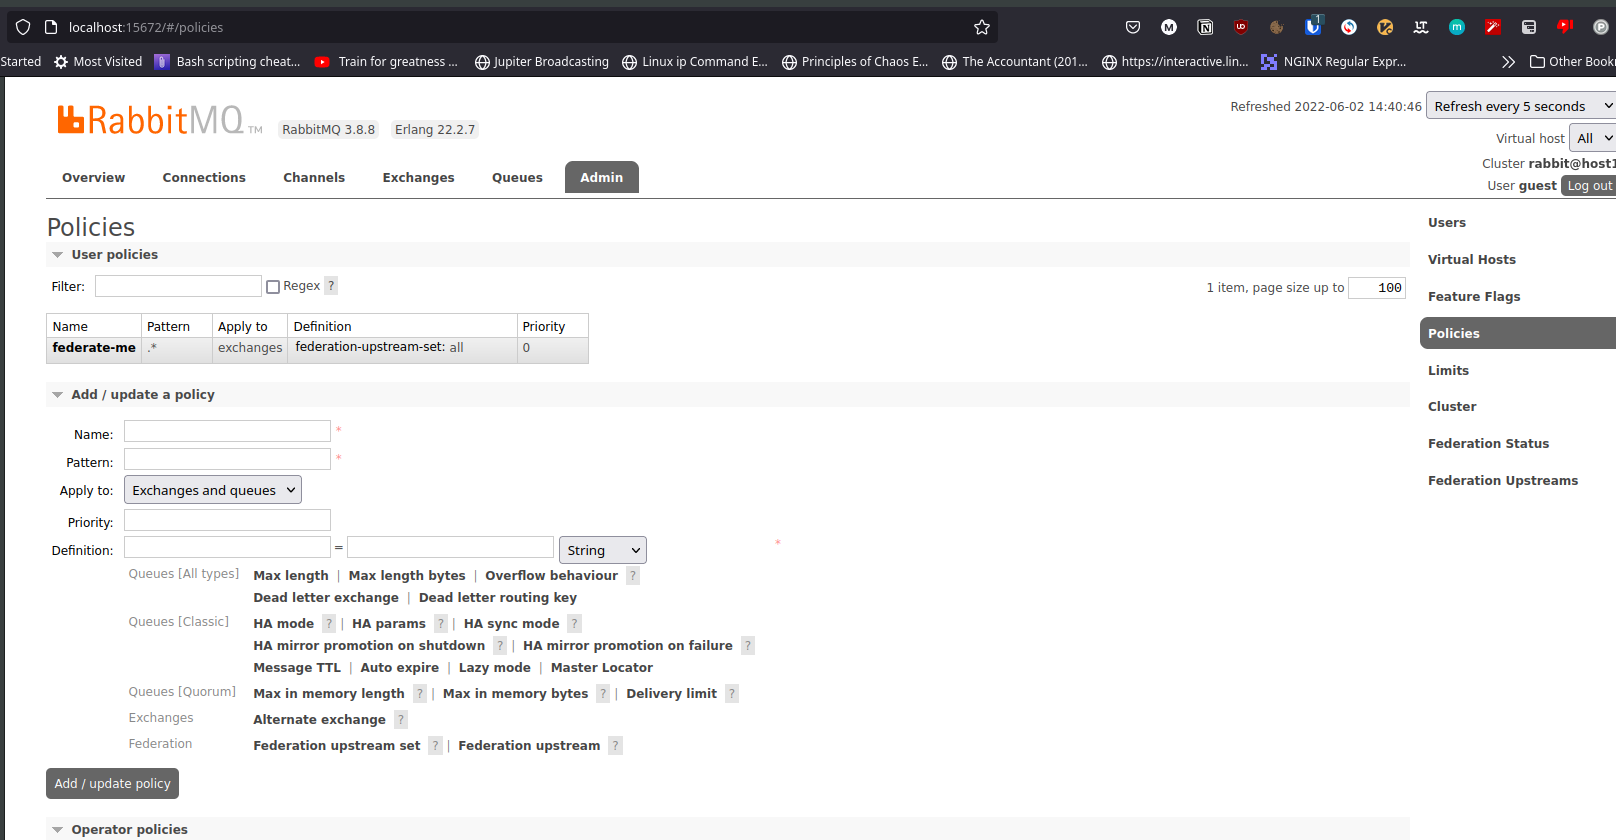 localhost:15672/#/policies
1
Started Most Visited Bash scripting cheat... Train for greatness ... Jupiter Broadcasting Linux ip Command E... Principles of Chaos E... The Accountant (201... https://interactive.lin... NGINX Regular Expr... Other Book
RabbitMQ TM RabbitMQ 3.8.8 Erlang 22.2.7
Refreshed 2022-06-02 14:40:46 Refresh every 5 seconds
Virtual host All
Cluster rabbit@host1
User guest Log out
Overview Connections Channels Exchanges Queues Admin
Policies
User policies
Filter: Regex ? 1 item, page size up to 100
Name Pattern Apply to Definition Priority
federate-me .* exchanges federation-upstream-set: all 0
Add / update a policy
Name: *
Pattern: *
Apply to: Exchanges and queues
Priority:
Definition: = String *
Queues [All types] Max length | Max length bytes | Overflow behaviour ?
Dead letter exchange | Dead letter routing key
Queues [Classic] HA mode ? | HA params ? | HA sync mode ?
HA mirror promotion on shutdown ? | HA mirror promotion on failure ?
Message TTL | Auto expire | Lazy mode | Master Locator
Queues [Quorum] Max in memory length ? | Max in memory bytes ? | Delivery limit ?
Exchanges Alternate exchange ?
Federation Federation upstream set ? | Federation upstream ?
Add / update policy
Operator policies
Users
Virtual Hosts
Feature Flags
Policies
Limits
Cluster
Federation Status
Federation Upstreams